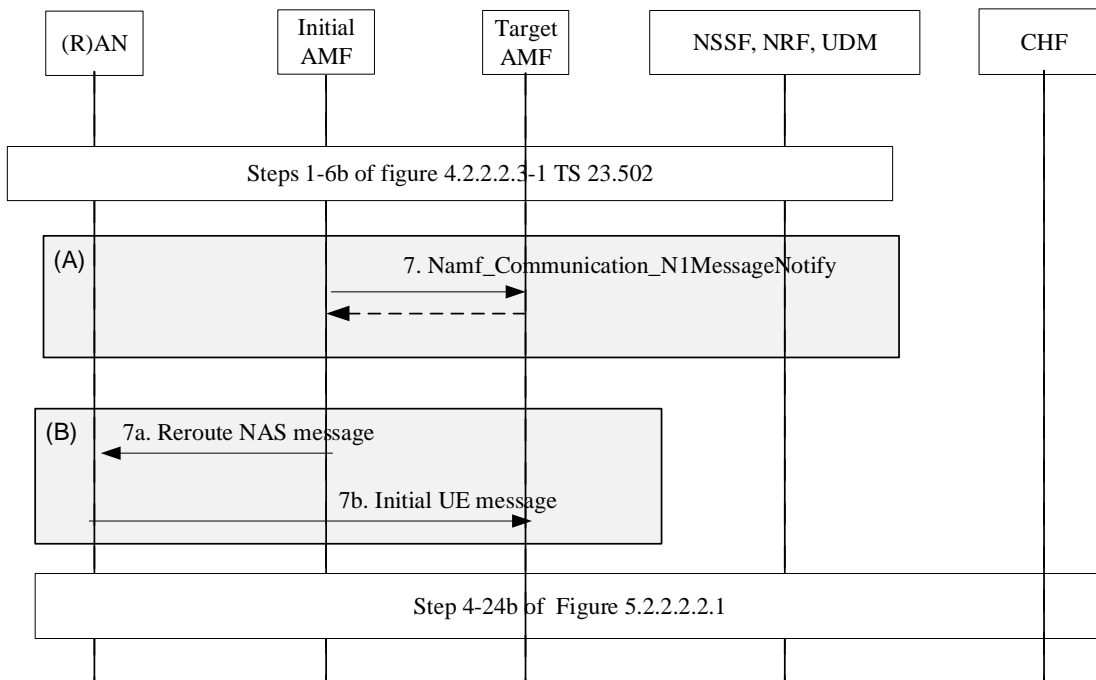 (R)AN
Initial
AMF
Target
AMF
NSSF, NRF, UDM
CHF
Steps 1-6b of figure 4.2.2.2.3-1 TS 23.502
(A)
7. Namf_Communication_N1MessageNotify
(B)
7a. Reroute NAS message
7b. Initial UE message
Step 4-24b of Figure 5.2.2.2.2.1